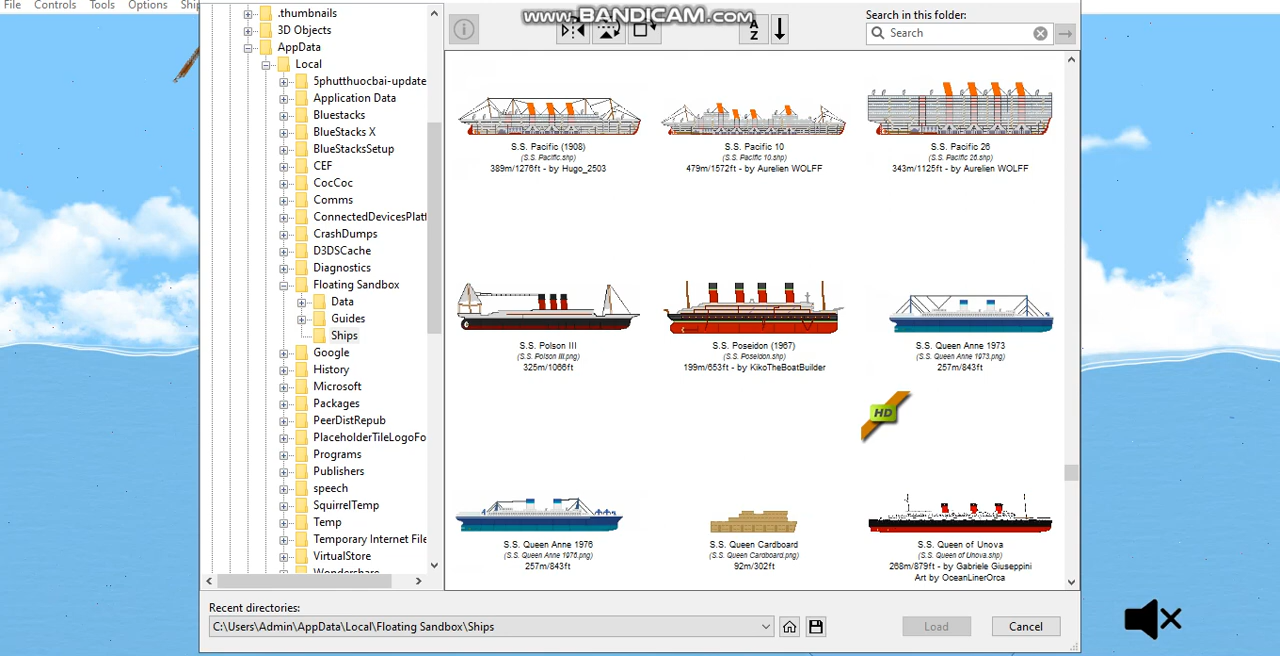 File Controls Tools Options
www.BANDICAM.com
Search in this folder:
A
Z
Search
.thumbnails
3D Objects
AppData
Local
5phutthuocbai-update
Application Data
Bluestacks
BlueStacks X
BlueStacksSetup
CEF
CocCoc
Comms
ConnectedDevicesPlatf
CrashDumps
D3DSCache
Diagnostics
Floating Sandbox
Data
Guides
Ships
Google
History
Microsoft
Packages
PeerDistRepub
PlaceholderTileLogoFo
Programs
Publishers
speech
SquirrelTemp
Temp
Temporary Internet File
VirtualStore
Wondershare
S.S. Pacific (1908)
(S.S. Pacific.shp)
389m/1276ft - by Hugo_2503
S.S. Pacific 10
(S.S. Pacific 10.shp)
479m/1572ft - by Aurelien WOLFF
S.S. Pacific 26
(S.S. Pacific 26.shp)
343m/1125ft - by Aurelien WOLFF
S.S. Polson III
(S.S. Polson III.png)
325m/1066ft
S.S. Poseidon (1967)
(S.S. Poseidon.shp)
199m/653ft - by KikoTheBoatBuilder
S.S. Queen Anne 1973
(S.S. Queen Anne 1973.png)
257m/843ft
HD
S.S. Queen Anne 1976
(S.S. Queen Anne 1976.png)
257m/843ft
S.S. Queen Cardboard
(S.S. Queen Cardboard.png)
92m/302ft
S.S. Queen of Unova
(S.S. Queen of Unova.shp)
268m/879ft - by Gabriele Giuseppini
Art by OceanLinerOrca
Recent directories:
C:\Users\Admin\AppData\Local\Floating Sandbox\Ships
Load
Cancel